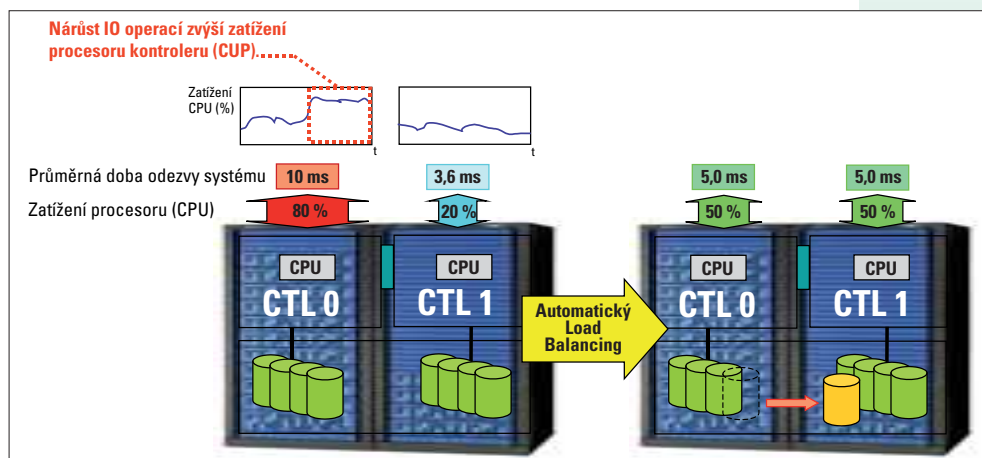 Nárůst IO operací zvýší zatížení
procesoru kontroleru (CUP)
Zatížení
CPU (%)
t
t
Průměrná doba odezvy systému
10 ms
3,6 ms
5,0 ms
5,0 ms
Zatížení procesoru (CPU)
80 %
20 %
50 %
50 %
CPU
CPU
CPU
CPU
CTL 0
CTL 1
CTL 0
CTL 1
Automatický
Load
Balancing